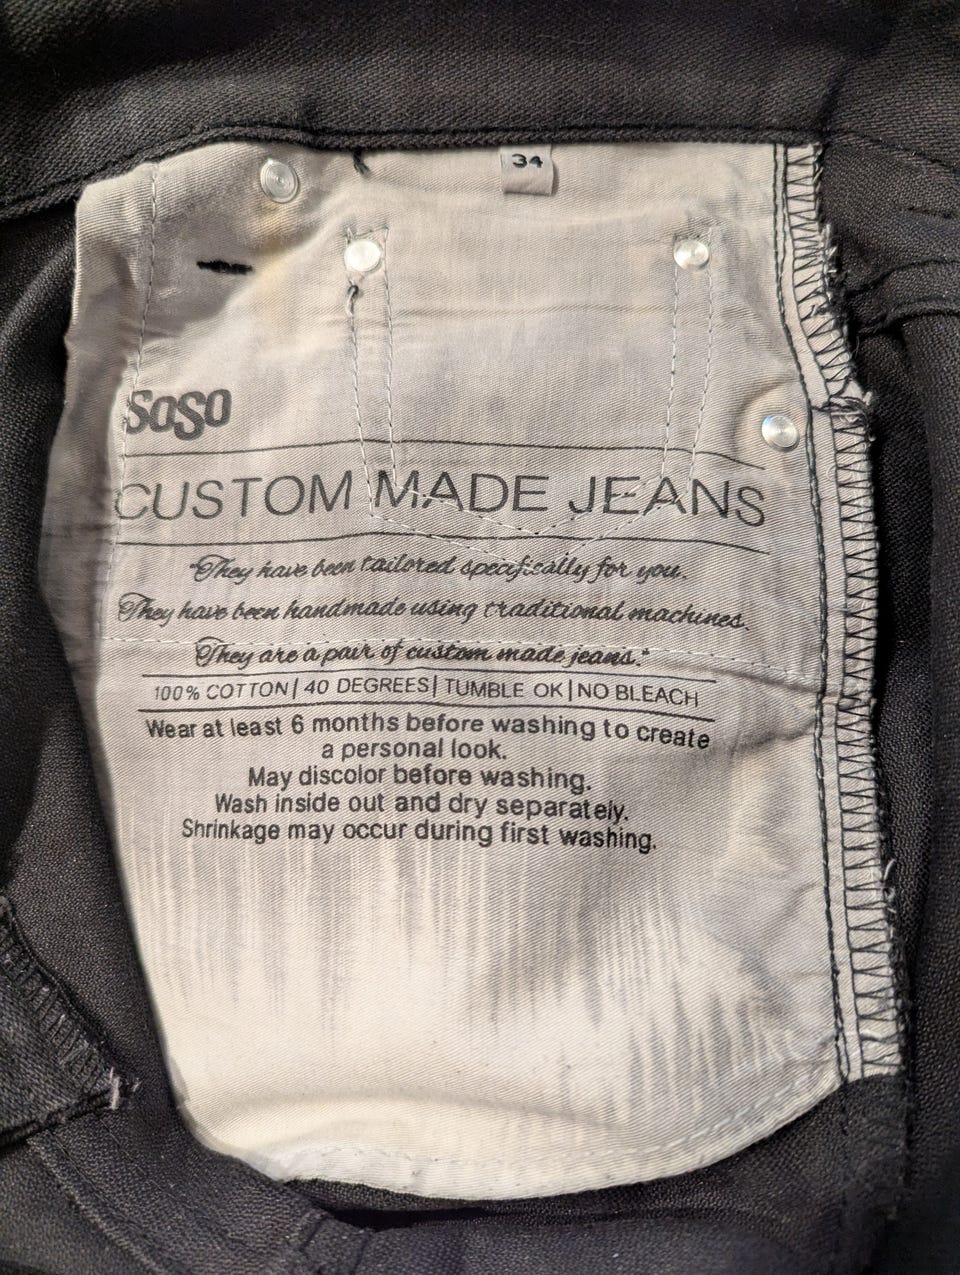 34
SOSO
CUSTOM MADE JEANS
"They have been tailored specifically for you.
They have been handmade using traditional machines.
They are a pair of custom made jeans."
100% COTTON| 40 DEGREES| TUMBLE OK| NO BLEACH
Wear at least 6 months before washing to create
a personal look.
May discolor before washing.
Wash inside out and dry separately.
Shrinkage may occur during first washing.